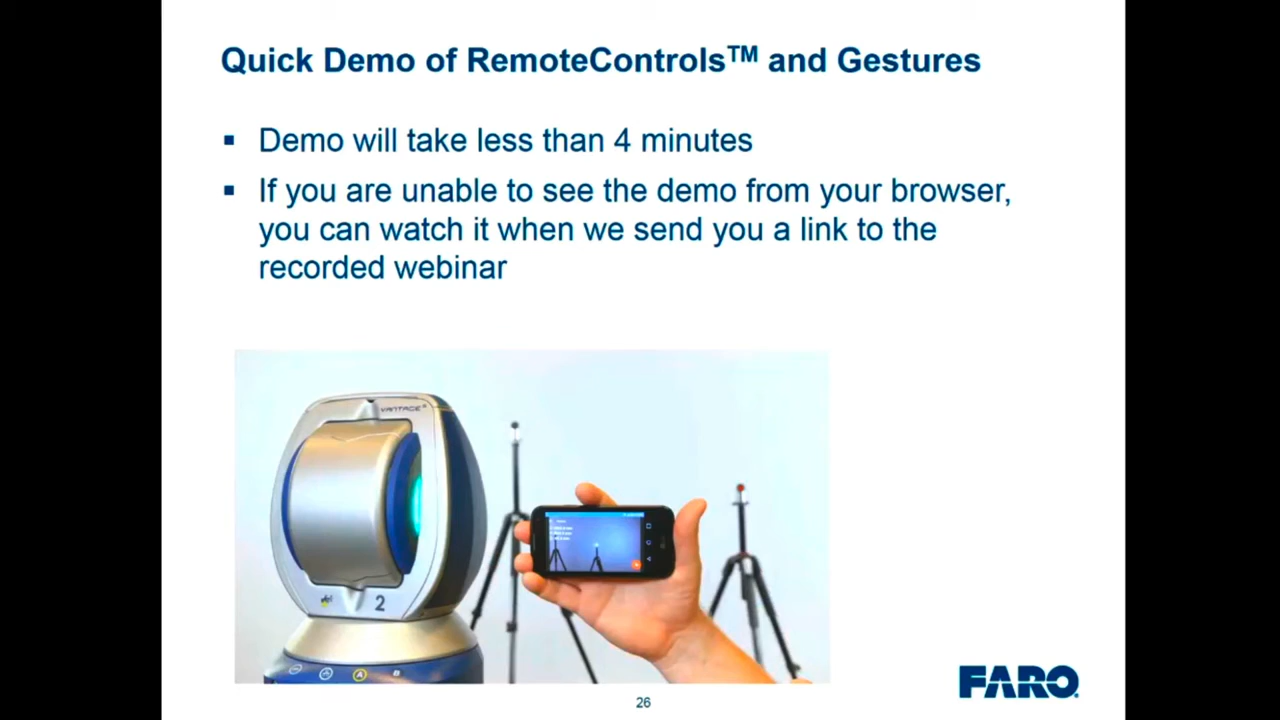 Quick Demo of RemoteControls™ and Gestures
▪ Demo will take less than 4 minutes
▪ If you are unable to see the demo from your browser,
you can watch it when we send you a link to the
recorded webinar
VANTAGE
2
A
FARO
26